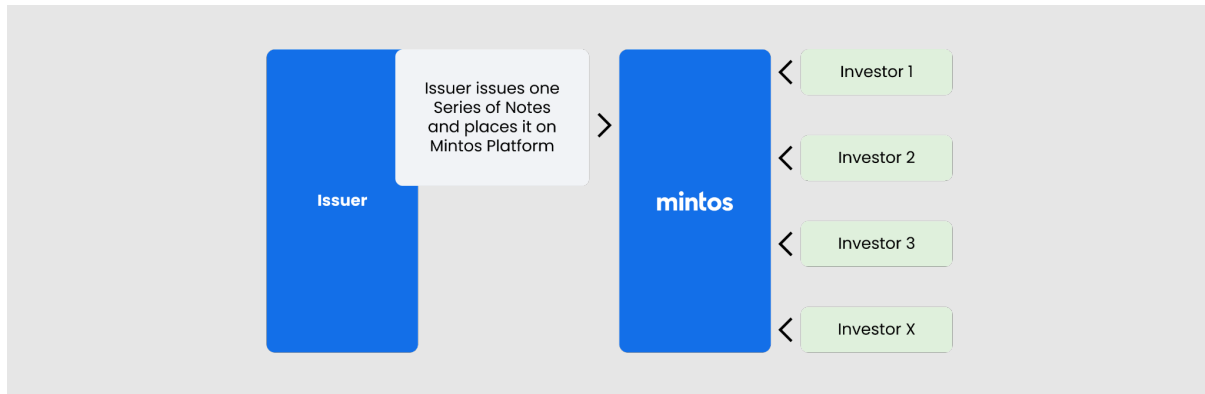 Issuer
Issuer issues one
Series of Notes
and places it on
Mintos Platform
mintos
Investor 1
Investor 2
Investor 3
Investor X